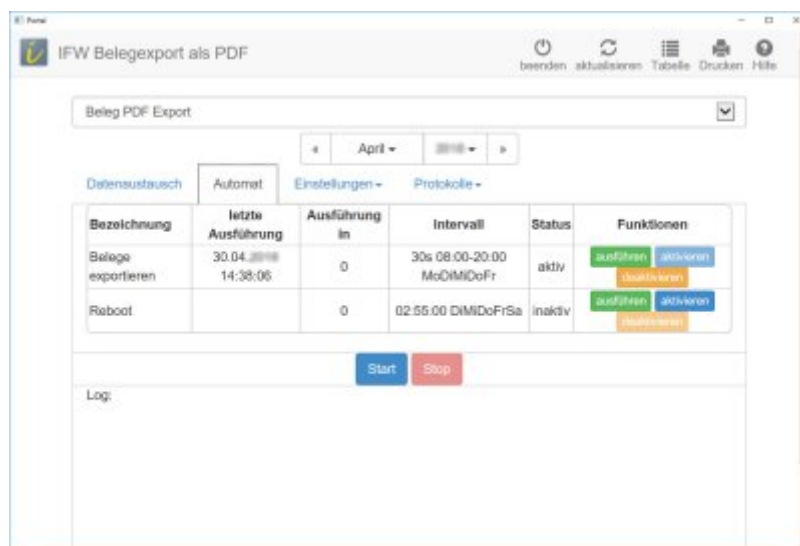 Portal
IFW Belegexport als PDF
beenden aktualisieren Tabelle Drucken Hilfe
Beleg PDF Export
« April »
Datenaustausch Automat Einstellungen Protokolle
Bezeichnung letzte Ausführung Ausführung in Intervall Status Funktionen
Belege exportieren 30.04. 14:38:06 0 30s 08:00-20:00 MoDiMiDoFr aktiv ausführen aktivieren deaktivieren
Reboot 0 02:55:00 DiMiDoFrSa inaktiv ausführen aktivieren deaktivieren
Start Stop
Log: